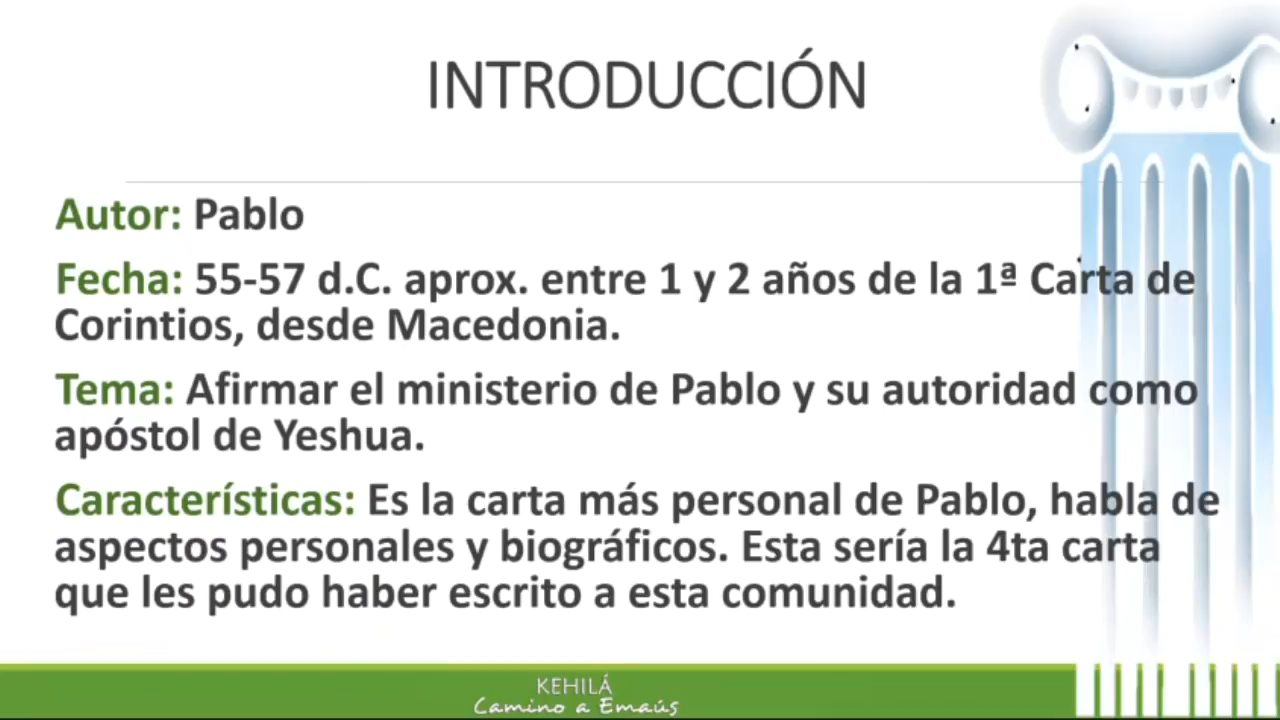 INTRODUCCIÓN
Autor: Pablo
Fecha: 55-57 d.C. aprox. entre 1 y 2 años de la 1ª Carta de
Corintios, desde Macedonia.
Tema: Afirmar el ministerio de Pablo y su autoridad como
apóstol de Yeshua.
Características: Es la carta más personal de Pablo, habla de
aspectos personales y biográficos. Esta sería la 4ta carta
que les pudo haber escrito a esta comunidad.
KEHILÁ
Camino a Emaús